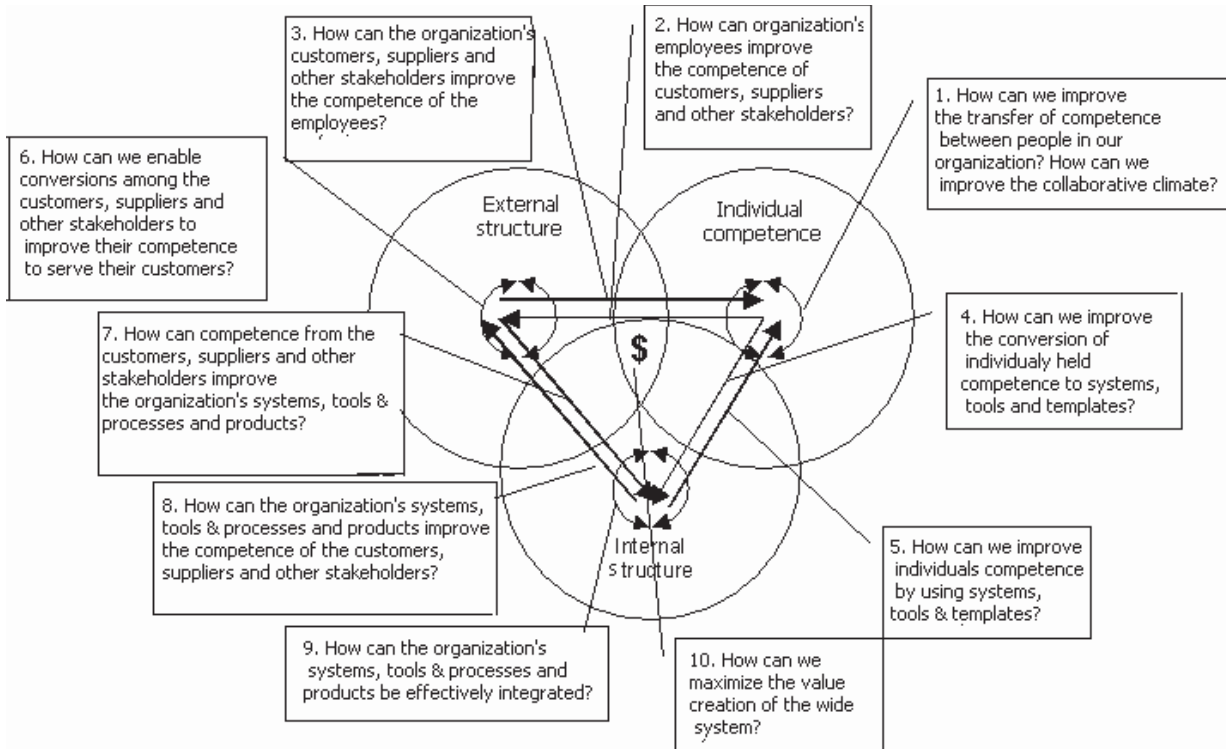 3. How can the organization's
customers, suppliers and
other stakeholders improve
the competence of the
employees?
2. How can organization's
employees improve
the competence of
customers, suppliers
and other stakeholders?
1. How can we improve
the transfer of competence
between people in our
organization? How can we
improve the collaborative climate?
6. How can we enable
conversions among the
customers, suppliers and
other stakeholders to
improve their competence
to serve their customers?
External
structure
Individual
competence
7. How can competence from the
customers, suppliers and other
stakeholders improve
the organization's systems, tools &
processes and products?
$
4. How can we improve
the conversion of
individualy held
competence to systems,
tools and templates?
8. How can the organization's systems,
tools & processes and products improve
the competence of the customers,
suppliers and other stakeholders?
Internal
structure
5. How can we improve
individuals competence
by using systems,
tools & templates?
9. How can the organization's
systems, tools & processes and
products be effectively integrated?
10. How can we
maximize the value
creation of the wide
system?